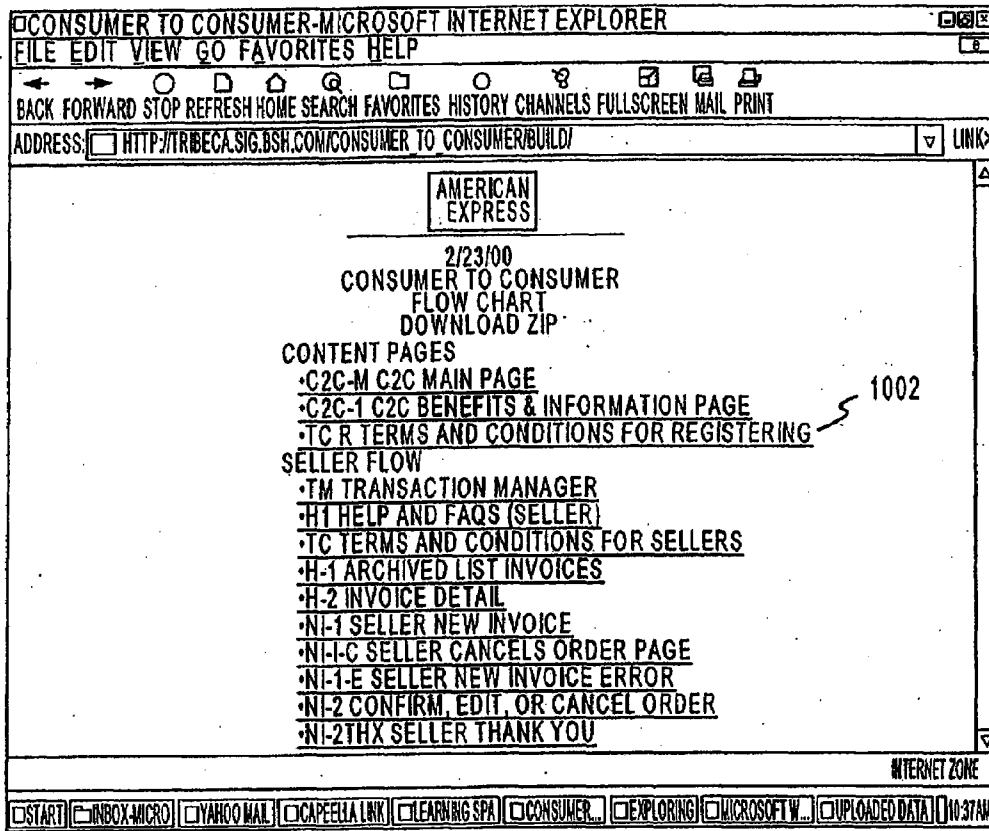 CONSUMER TO CONSUMER-MICROSOFT INTERNET EXPLORER
FILE EDIT VIEW GO FAVORITES HELP
BACK FORWARD STOP REFRESH HOME SEARCH FAVORITES HISTORY CHANNELS FULLSCREEN MAIL PRINT
ADDRESS: HTTP://TRIBECA.SIG.BSH.COM/CONSUMER_TO_CONSUMER/BUILD/ LINK>
AMERICAN
EXPRESS
2/23/00
CONSUMER TO CONSUMER
FLOW CHART
DOWNLOAD ZIP
CONTENT PAGES
•C2C-M C2C MAIN PAGE
•C2C-1 C2C BENEFITS & INFORMATION PAGE
•TC R TERMS AND CONDITIONS FOR REGISTERING
1002
SELLER FLOW
•TM TRANSACTION MANAGER
•H1 HELP AND FAQS (SELLER)
•TC TERMS AND CONDITIONS FOR SELLERS
•H-1 ARCHIVED LIST INVOICES
•H-2 INVOICE DETAIL
•NI-1 SELLER NEW INVOICE
•NI-I-C SELLER CANCELS ORDER PAGE
•NI-1-E SELLER NEW INVOICE ERROR
•NI-2 CONFIRM, EDIT, OR CANCEL ORDER
•NI-2THX SELLER THANK YOU
INTERNET ZONE
START INBOX-MICRO YAHOO MAIL CAPEELLA LINK LEARNING SPA CONSUMER... EXPLORING MICROSOFT W... UPLOADED DATA 10:37AM